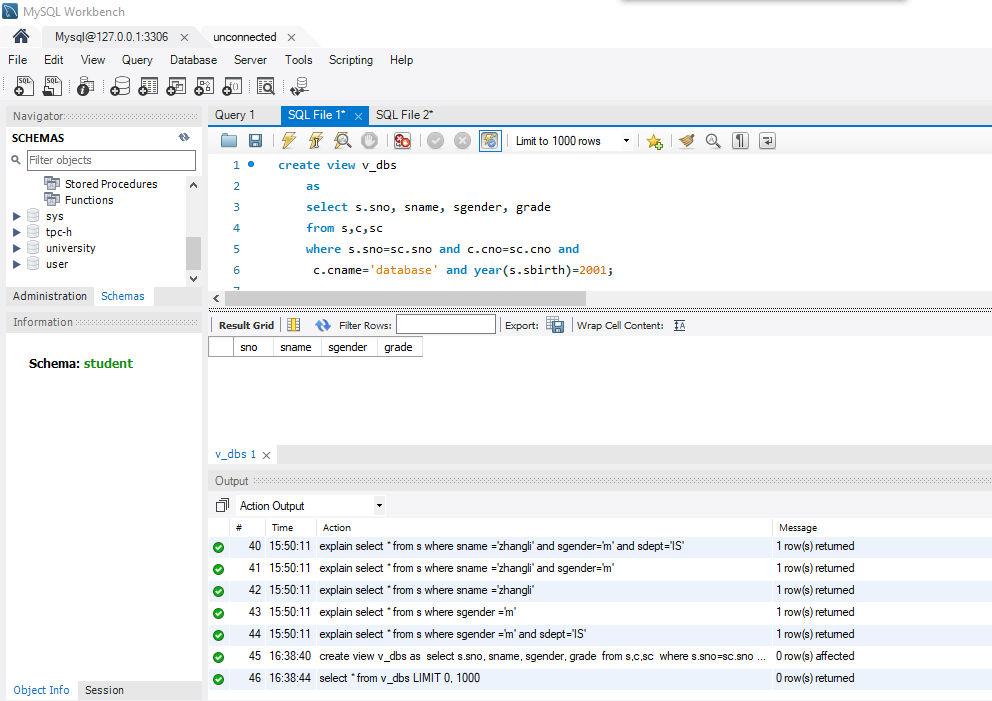 MySQL Workbench
Mysql@127.0.0.1:3306 unconnected
File Edit View Query Database Server Tools Scripting Help
Navigator
SCHEMAS
Filter objects
Stored Procedures
Functions
sys
tpc-h
university
user
Administration Schemas
Information
Schema: student
Object Info Session
Query 1 SQL File 1* SQL File 2*
Limit to 1000 rows
1 create view v_dbs
2 as
3 select s.sno, sname, sgender, grade
4 from s,c,sc
5 where s.sno=sc.sno and c.cno=sc.cno and
6 c.cname='database' and year(s.sbirth)=2001;
Result Grid Filter Rows: Export: Wrap Cell Content:
sno sname sgender grade
v_dbs 1
Output
Action Output
# Time Action Message
40 15:50:11 explain select * from s where sname ='zhangli' and sgender='m' and sdept='IS' 1 row(s) returned
41 15:50:11 explain select * from s where sname ='zhangli' and sgender='m' 1 row(s) returned
42 15:50:11 explain select * from s where sname ='zhangli' 1 row(s) returned
43 15:50:11 explain select * from s where sgender ='m' 1 row(s) returned
44 15:50:11 explain select * from s where sgender ='m' and sdept='IS' 1 row(s) returned
45 16:38:40 create view v_dbs as select s.sno, sname, sgender, grade from s,c,sc where s.sno=sc.sno ... 0 row(s) affected
46 16:38:44 select * from v_dbs LIMIT 0, 1000 0 row(s) returned